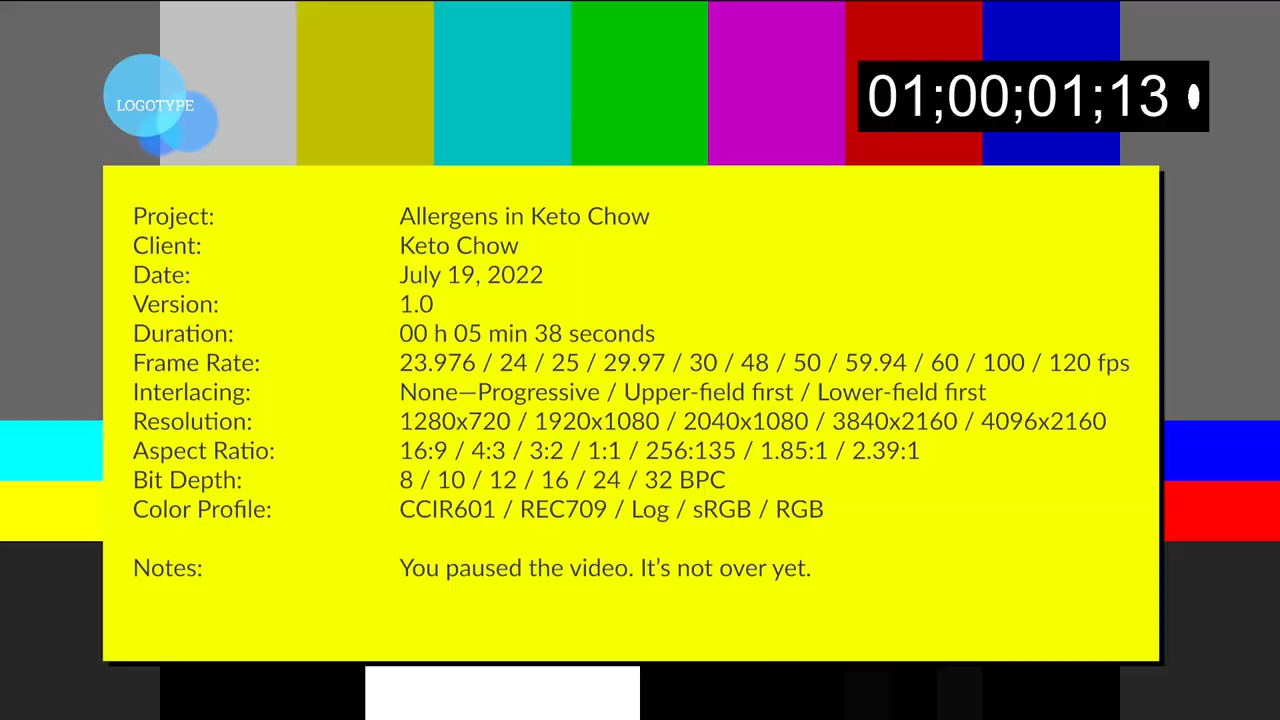 LOGOTYPE
01;00;01;13
Project: Allergens in Keto Chow
Client: Keto Chow
Date: July 19, 2022
Version: 1.0
Duration: 00 h 05 min 38 seconds
Frame Rate: 23.976 / 24 / 25 / 29.97 / 30 / 48 / 50 / 59.94 / 60 / 100 / 120 fps
Interlacing: None—Progressive / Upper-field first / Lower-field first
Resolution: 1280x720 / 1920x1080 / 2040x1080 / 3840x2160 / 4096x2160
Aspect Ratio: 16:9 / 4:3 / 3:2 / 1:1 / 256:135 / 1.85:1 / 2.39:1
Bit Depth: 8 / 10 / 12 / 16 / 24 / 32 BPC
Color Profile: CCIR601 / REC709 / Log / sRGB / RGB
Notes: You paused the video. It’s not over yet.